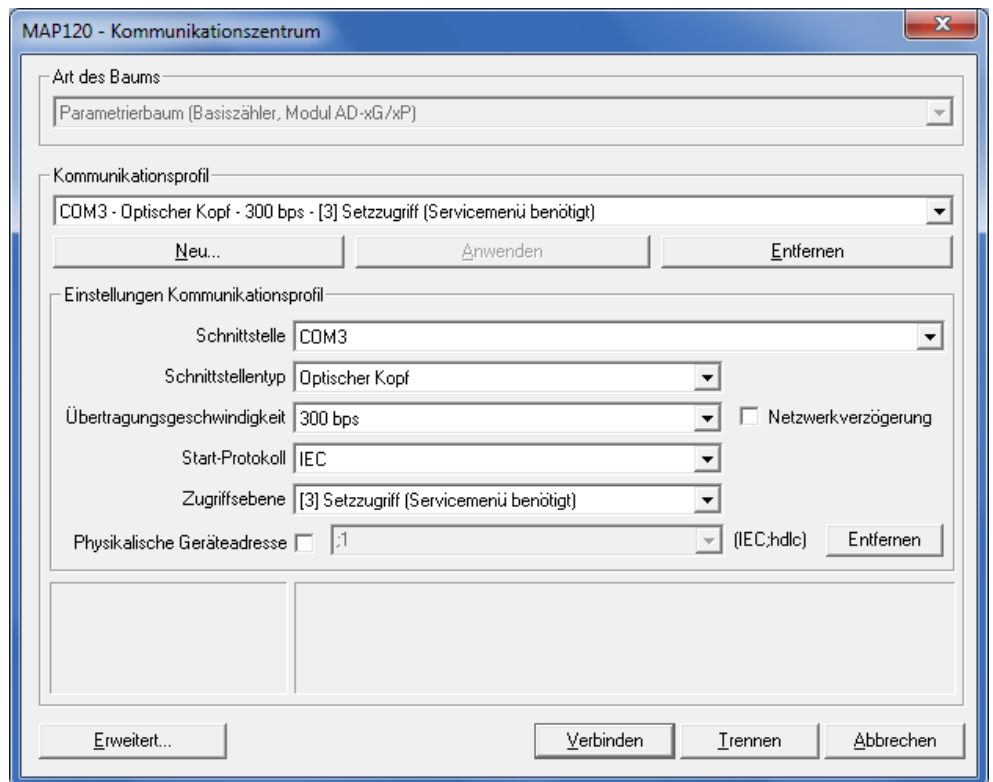 MAP120 - Kommunikationszentrum
Art des Baums
Parametrierbaum (Basiszähler, Modul AD-xG/xP)
Kommunikationsprofil
COM3 - Optischer Kopf - 300 bps - [3] Setzzugriff (Servicemenü benötigt)
Neu... Anwenden Entfernen
Einstellungen Kommunikationsprofil
Schnittstelle COM3
Schnittstellentyp Optischer Kopf
Übertragungsgeschwindigkeit 300 bps Netzwerkverzögerung
Start-Protokoll IEC
Zugriffsebene [3] Setzzugriff (Servicemenü benötigt)
Physikalische Geräteadresse ;1 (IEC;hdlc) Entfernen
Erweitert... Verbinden Trennen Abbrechen